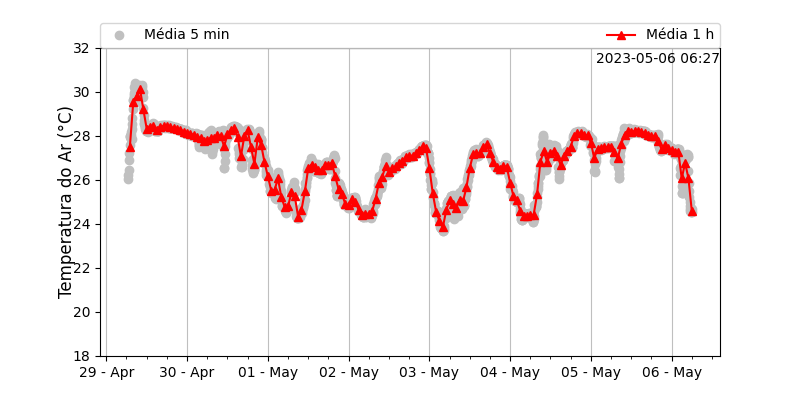 Média 5 min
Média 1 h
2023-05-06 06:27
Temperatura do Ar (°C)
32
30
28
26
24
22
20
18
29 - Apr
30 - Apr
01 - May
02 - May
03 - May
04 - May
05 - May
06 - May